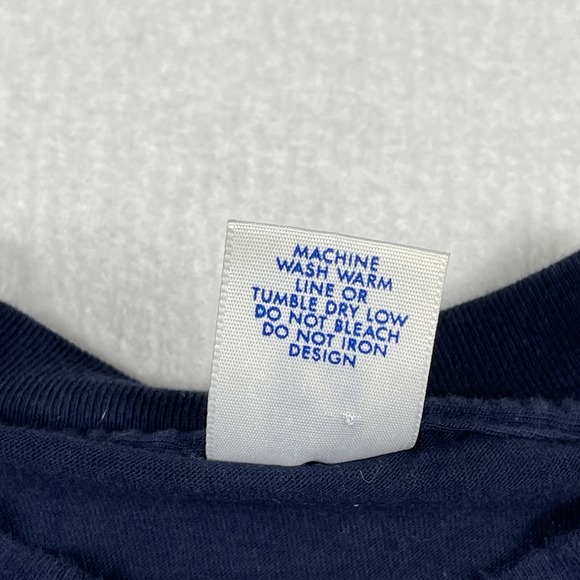 MACHINE
WASH WARM
LINE OR
TUMBLE DRY LOW
DO NOT BLEACH
DO NOT IRON
DESIGN